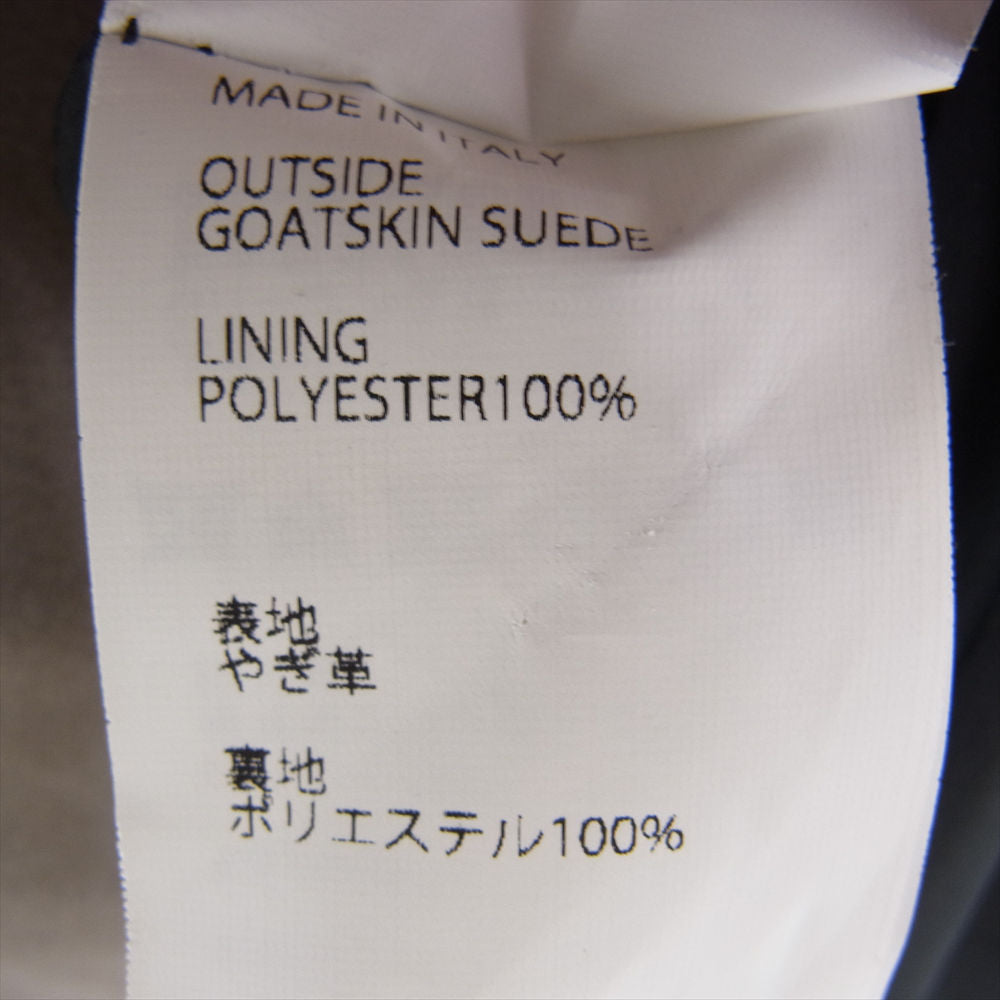 MADE IN ITALY
OUTSIDE
GOATSKIN SUEDE
LINING
POLYESTER100%
表地
やぎ革
裏地
ポリエステル100%